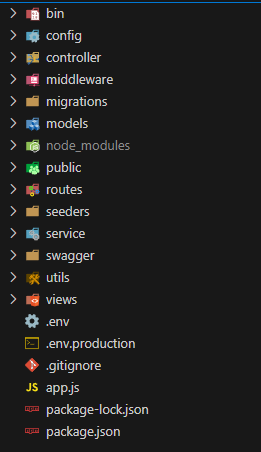 bin
config
controller
middleware
migrations
models
node_modules
public
routes
seeders
service
swagger
utils
views
.env
.env.production
.gitignore
JS app.js
package-lock.json
package.json